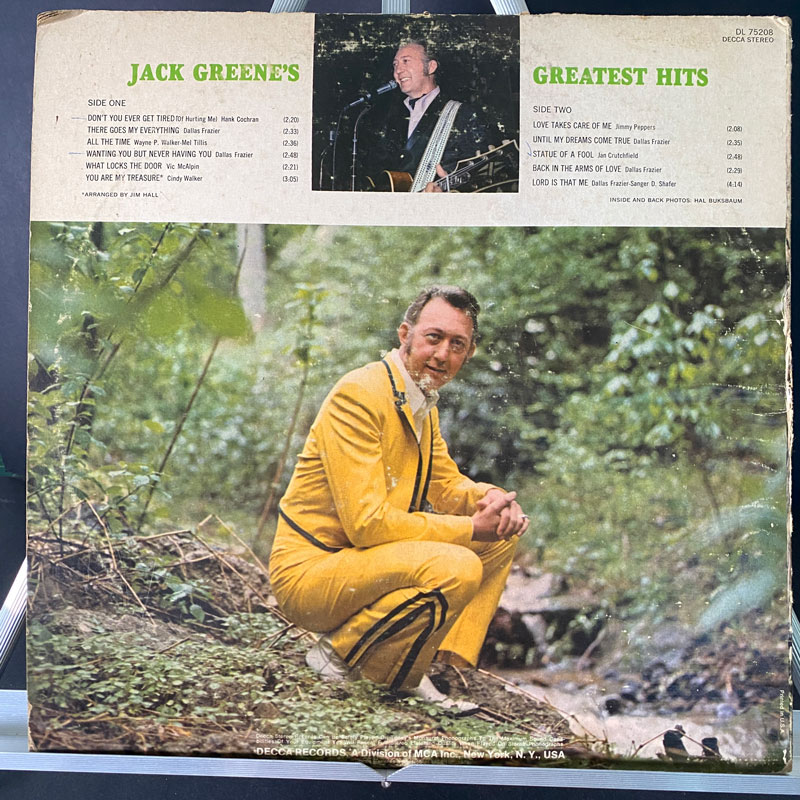 DL 75208
DECCA STEREO
JACK GREENE'S
GREATEST HITS
SIDE ONE
DON'T YOU EVER GET TIRED (Of Hurting Me) Hank Cochran (2:20)
THERE GOES MY EVERYTHING Dallas Frazier (2:33)
ALL THE TIME Wayne P. Walker-Mel Tillis (2:36)
WANTING YOU BUT NEVER HAVING YOU Dallas Frazier (2:48)
WHAT LOCKS THE DOOR Vic McAlpin (2:21)
YOU ARE MY TREASURE* Cindy Walker (3:05)
*ARRANGED BY JIM HALL
SIDE TWO
LOVE TAKES CARE OF ME Jimmy Peppers (2:08)
UNTIL MY DREAMS COME TRUE Dallas Frazier (2:35)
STATUE OF A FOOL Jan Crutchfield (2:48)
BACK IN THE ARMS OF LOVE Dallas Frazier (2:29)
LORD IS THAT ME Dallas Frazier-Sanger D. Shafer (4:14)
INSIDE AND BACK PHOTOS: HAL BUKSBAUM
Printed in U.S.A.
DECCA RECORDS. A Division of MCA Inc., New York, N. Y., USA